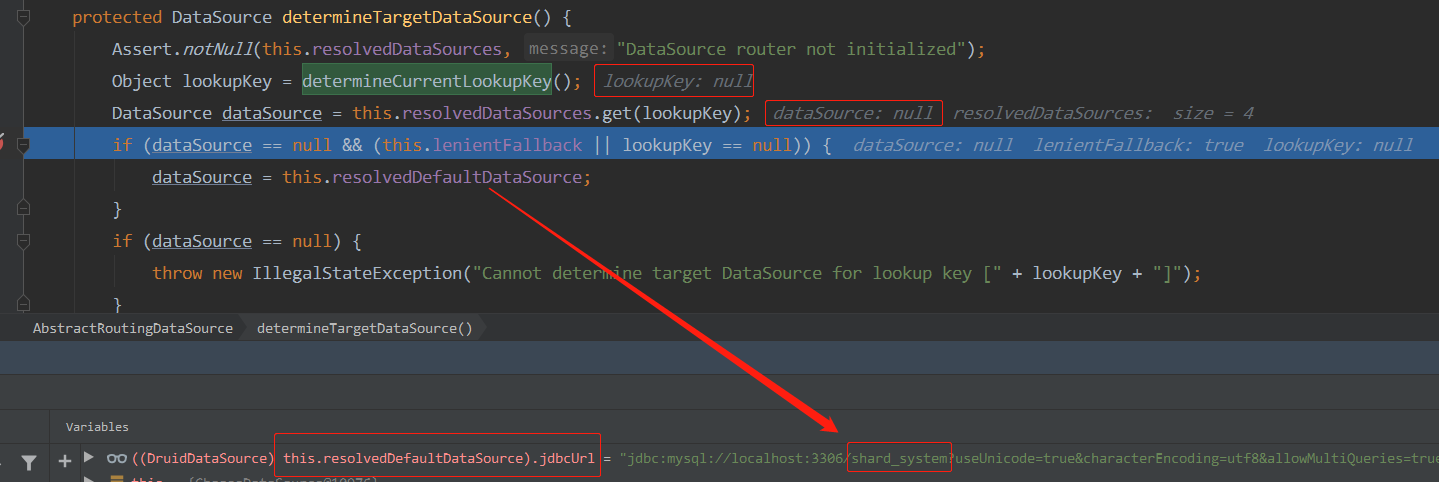 protected DataSource determineTargetDataSource() {
Assert.notNull(this.resolvedDataSources, message: "DataSource router not initialized");
Object lookupKey = determineCurrentLookupKey(); lookupKey: null
DataSource dataSource = this.resolvedDataSources.get(lookupKey); dataSource: null resolvedDataSources: size = 4
if (dataSource == null && (this.lenientFallback || lookupKey == null)) { dataSource: null lenientFallback: true lookupKey: null
dataSource = this.resolvedDefaultDataSource;
}
if (dataSource == null) {
throw new IllegalStateException("Cannot determine target DataSource for lookup key [" + lookupKey + "]");
}
AbstractRoutingDataSource determineTargetDataSource()
Variables
((DruidDataSource) this.resolvedDefaultDataSource).jdbcUrl = "jdbc:mysql://localhost:3306/shard_system?useUnicode=true&characterEncoding=utf8&allowMultiQueries=true